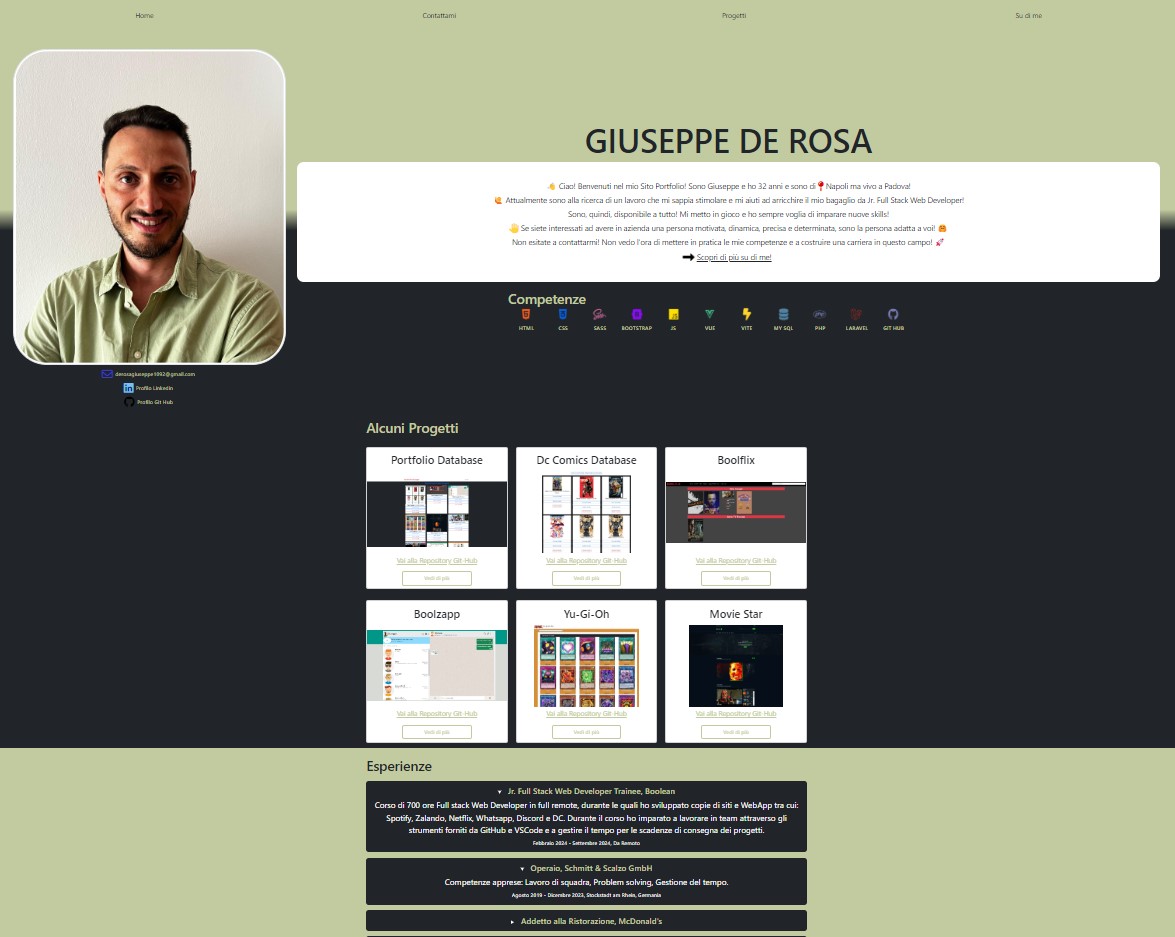 Home
Contattami
Progetti
Su di me
GIUSEPPE DE ROSA
👋 Ciao! Benvenuti nel mio Sito Portfolio! Sono Giuseppe e ho 32 anni e sono di📍Napoli ma vivo a Padova!
Attualmente sono alla ricerca di un lavoro che mi stimola e mi aiuti ad arricchire il mio bagaglio da Jr. Full Stack Web Developer!
Sono, quindi, disponibile a tutto! Mi metto in gioco e ho sempre voglia di imparare nuove skills!
Se siete interessati ad avere in azienda una persona motivata, dinamica, precisa e determinata, sono la persona adatta a voi! 🤗
Non esitate a contattarmi! Non vedo l'ora di mettere in pratica le mie competenze e a costruire una carriera in questo campo! 🚀
➡ Scopri di più su di me!
Competenze
HTML
CSS
SASS
BOOTSTRAP
JS
VUE
VITE
MY SQL
PHP
LARAVEL
GIT HUB
derosagiuseppe1092@gmail.com
Profilo LinkedIn
Profilo Git Hub
Alcuni Progetti
Portfolio Database
Vai alla Repository Git Hub
Vedi di più
Dc Comics Database
Vai alla Repository Git Hub
Vedi di più
Boolflix
Vai alla Repository Git Hub
Vedi di più
Boolzapp
Vai alla Repository Git Hub
Vedi di più
Yu-Gi-Oh
Vai alla Repository Git Hub
Vedi di più
Movie Star
Vai alla Repository Git Hub
Vedi di più
Esperienze
▾ Jr. Full Stack Web Developer Trainee, Boolean
Corso di 700 ore Full stack Web Developer in full remote, durante le quali ho sviluppato copie di siti e WebApp tra cui:
Spotify, Zalando, Netflix, Whatsapp, Discord e DC. Durante il corso ho imparato a lavorare in team attraverso gli
strumenti forniti da GitHub e VSCode e a gestire il tempo per le scadenze di consegna dei progetti.
Febbraio 2024 - Settembre 2024, Da Remoto
▾ Operaio, Schmitt & Scalzo GmbH
Competenze apprese: Lavoro di squadra, Problem solving, Gestione del tempo.
Agosto 2019 - Dicembre 2023, Stockstadt am Rhein, Germania
▸ Addetto alla Ristorazione, McDonald's